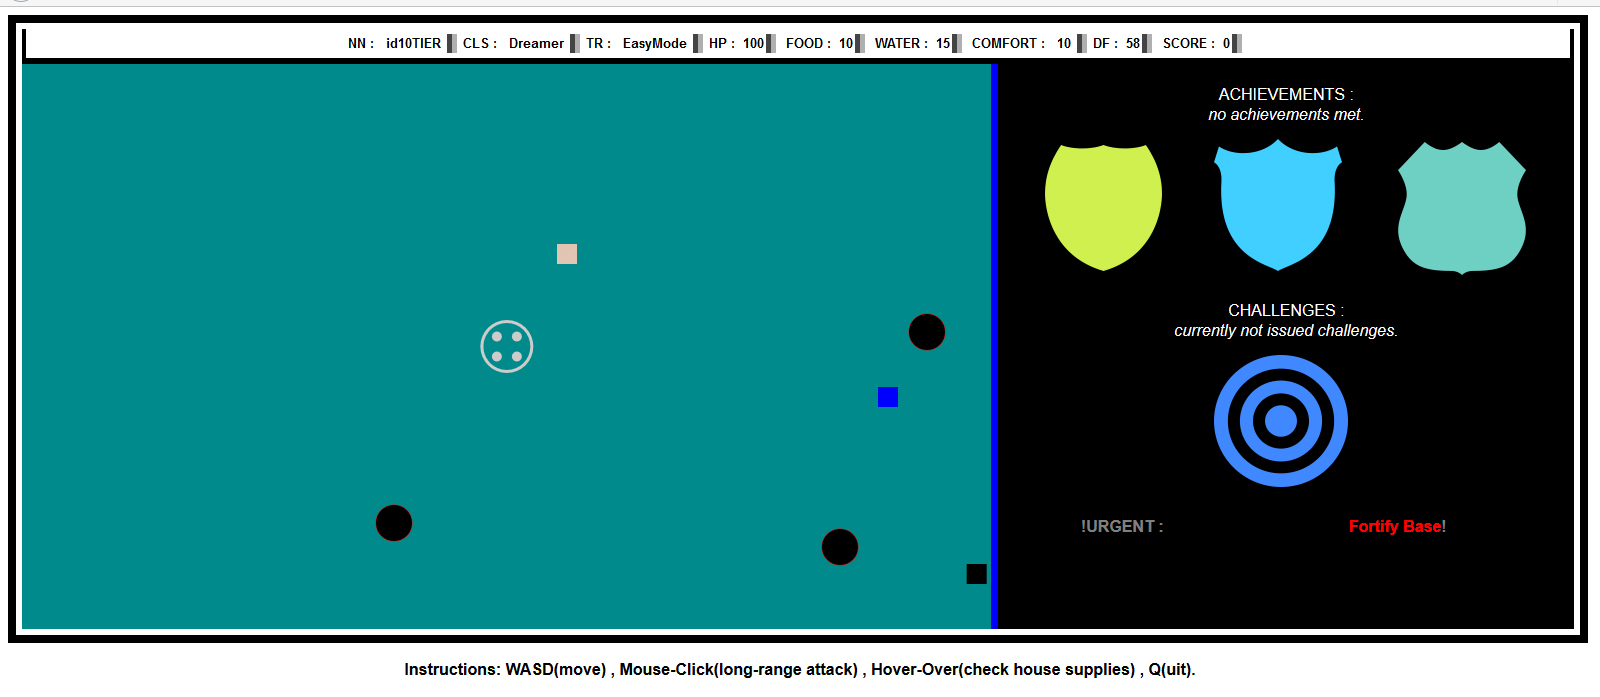 NN : id10TIER CLS : Dreamer TR : EasyMode HP : 100 FOOD : 10 WATER : 15 COMFORT : 10 DF : 58 SCORE : 0
ACHIEVEMENTS :
no achievements met.
CHALLENGES :
currently not issued challenges.
!URGENT : Fortify Base!
Instructions: WASD(move) , Mouse-Click(long-range attack) , Hover-Over(check house supplies) , Q(uit).